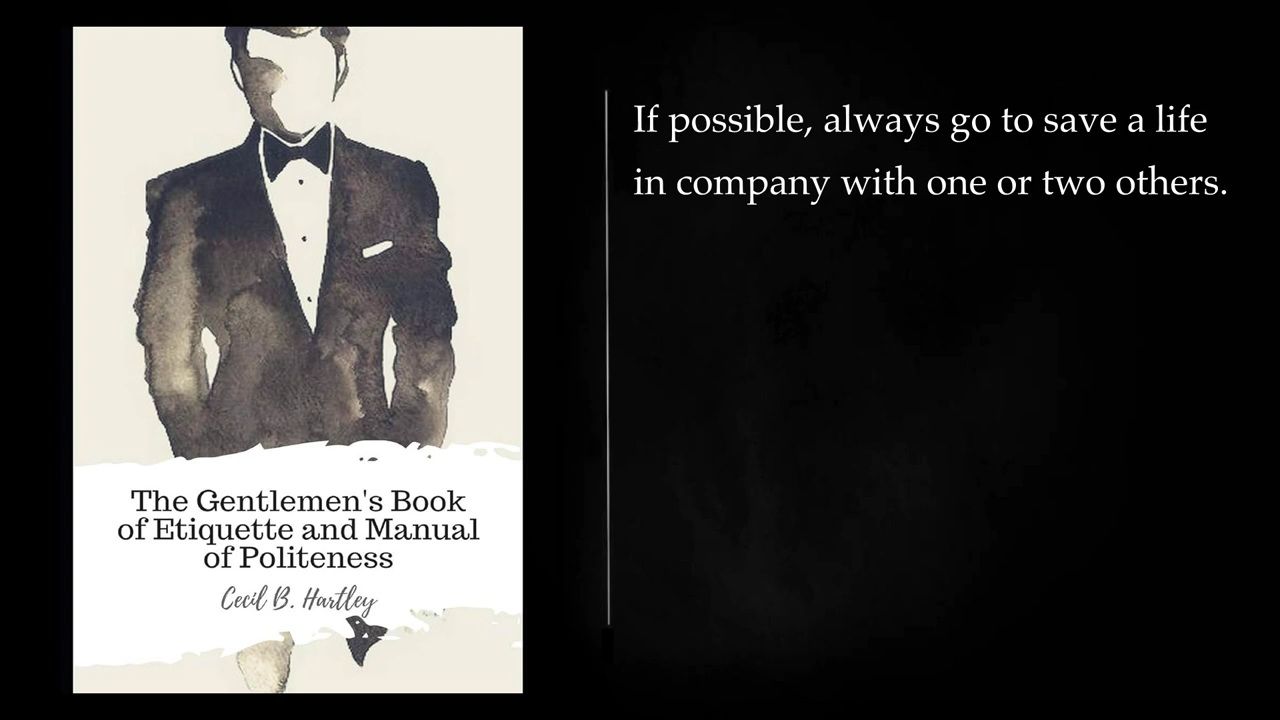 The Gentlemen's Book
of Etiquette and Manual
of Politeness
Cecil B. Hartley
If possible, always go to save a life
in company with one or two others.